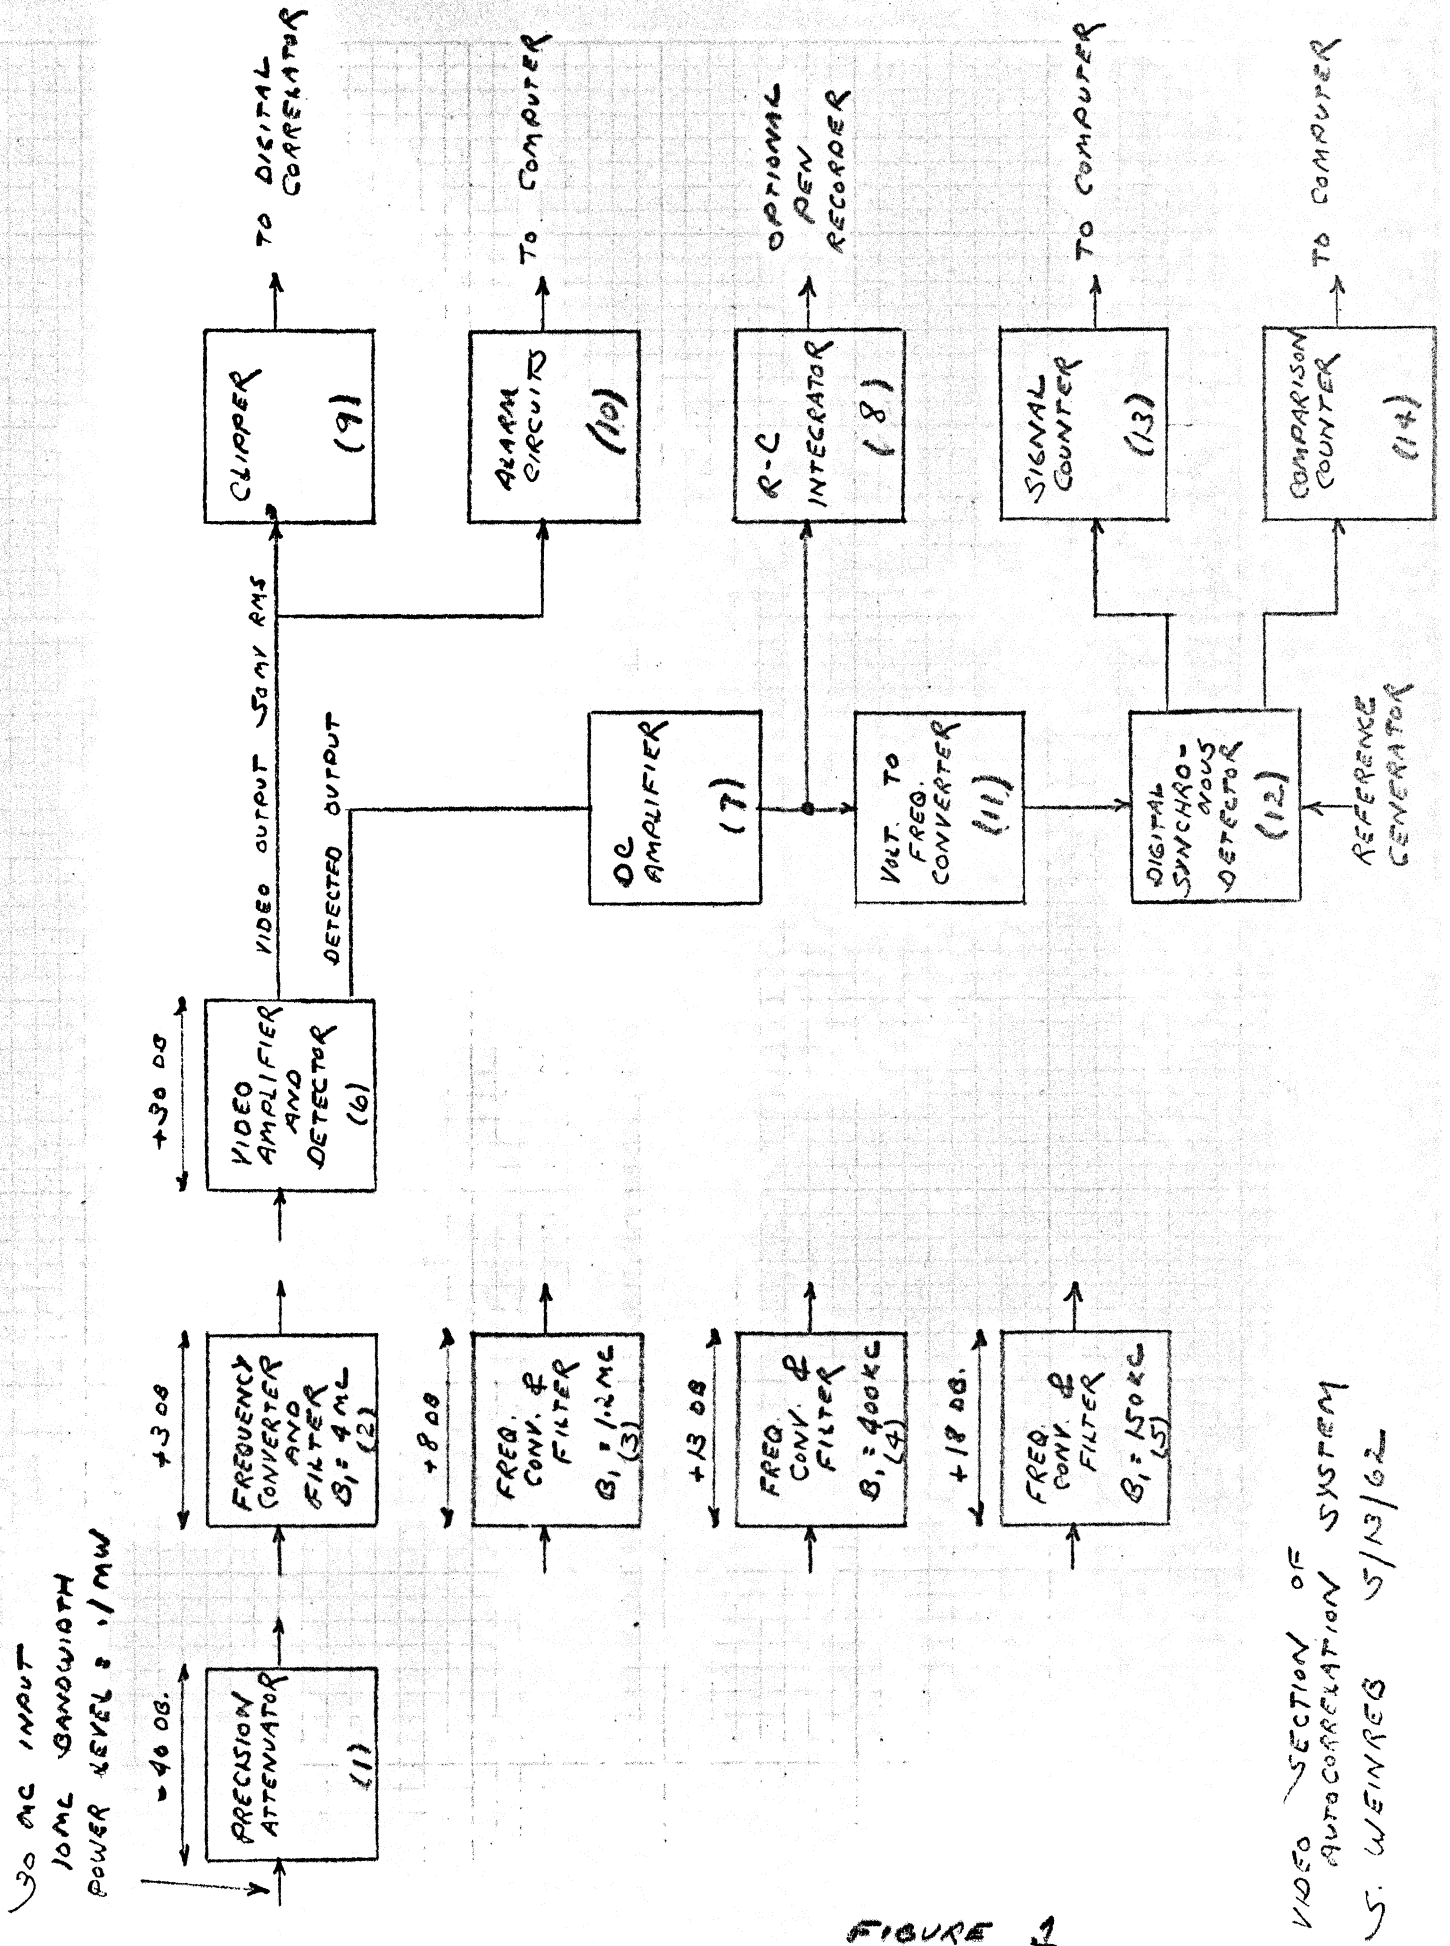 30 MC INPUT
10MC BANDWIDTH
POWER LEVEL = .1 MW
-40 DB.
PRECISION
ATTENUATOR
(1)
+3 DB
FREQUENCY
CONVERTER
AND
FILTER
B₁ = 4 MC
(2)
+8 DB
FREQ.
CONV. &
FILTER
B₁ = 1.2 MC
(3)
+13 DB
FREQ.
CONV. &
FILTER
B₁ = 400KC
(4)
+18 DB.
FREQ.
CONV. &
FILTER
B₁ = 150KC
(5)
+30 DB
VIDEO
AMPLIFIER
AND
DETECTOR
(6)
VIDEO OUTPUT 50MV RMS
DETECTED OUTPUT
DC
AMPLIFIER
(7)
VOLT. TO
FREQ.
CONVERTER
(11)
DIGITAL
SYNCHRO-
NOUS
DETECTOR
(12)
REFERENCE
GENERATOR
CLIPPER
(9)
TO DIGITAL
CORRELATOR
ALARM
CIRCUITS
(10)
TO COMPUTER
R-C
INTEGRATOR
(8)
OPTIONAL
PEN
RECORDER
SIGNAL
COUNTER
(13)
TO COMPUTER
COMPARISON
COUNTER
(14)
TO COMPUTER
VIDEO SECTION OF
AUTOCORRELATION SYSTEM
S. WEINREB 5/13/62
FIGURE 1